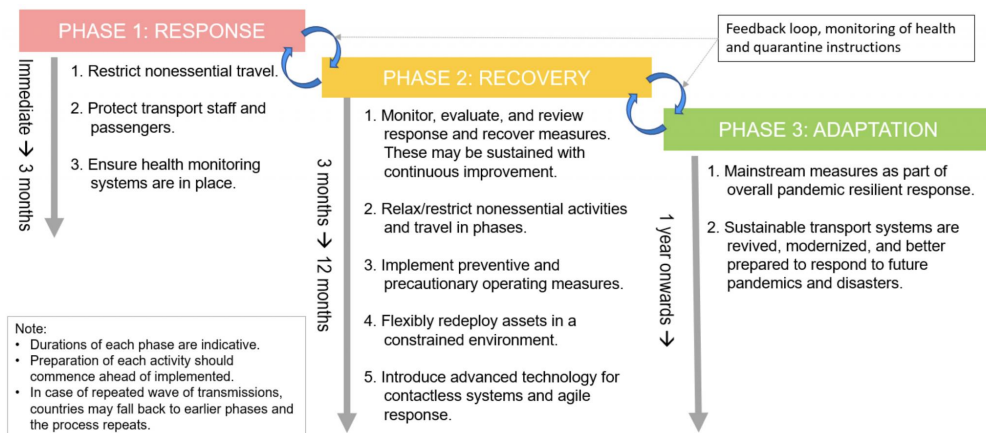 PHASE 1: RESPONSE
Immediate → 3 months
1. Restrict nonessential travel.
2. Protect transport staff and
passengers.
3. Ensure health monitoring
systems are in place.
Feedback loop, monitoring of health
and quarantine instructions
PHASE 2: RECOVERY
3 months → 12 months
1. Monitor, evaluate, and review
response and recover measures.
These may be sustained with
continuous improvement.
2. Relax/restrict nonessential activities
and travel in phases.
3. Implement preventive and
precautionary operating measures.
4. Flexibly redeploy assets in a
constrained environment.
5. Introduce advanced technology for
contactless systems and agile
response.
PHASE 3: ADAPTATION
1 year onwards →
1. Mainstream measures as part of
overall pandemic resilient response.
2. Sustainable transport systems are
revived, modernized, and better
prepared to respond to future
pandemics and disasters.
Note:
• Durations of each phase are indicative.
• Preparation of each activity should
commence ahead of implemented.
• In case of repeated wave of transmissions,
countries may fall back to earlier phases and
the process repeats.